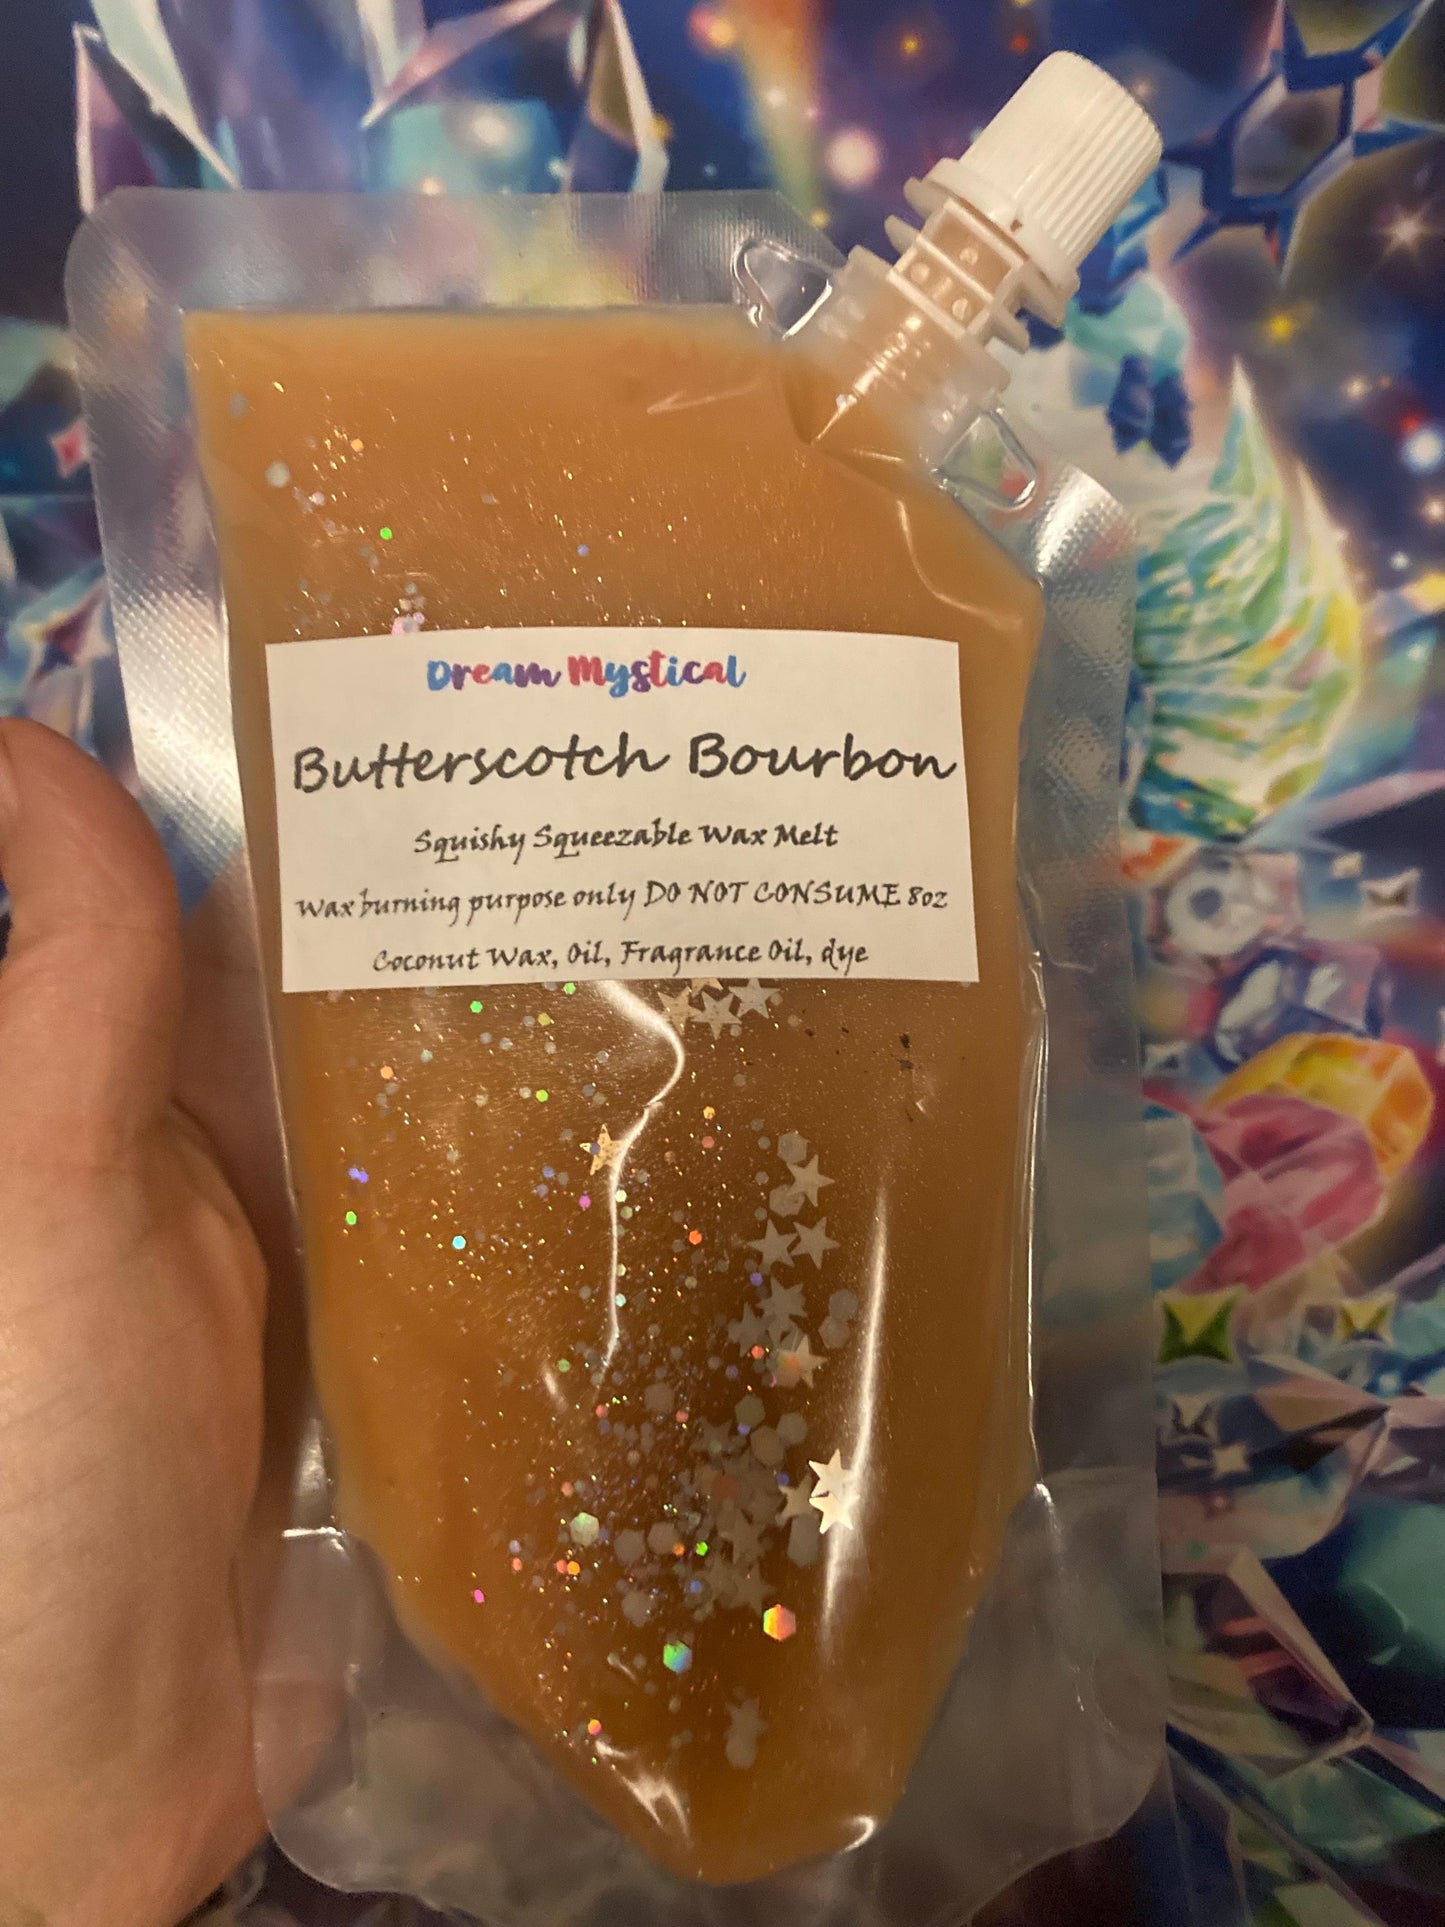 Dream Mystical
Butterscotch Bourbon
Squishy Squeezable Wax Melt
Wax burning purpose only DO NOT CONSUME 8oz
Coconut Wax, Oil, Fragrance Oil, dye